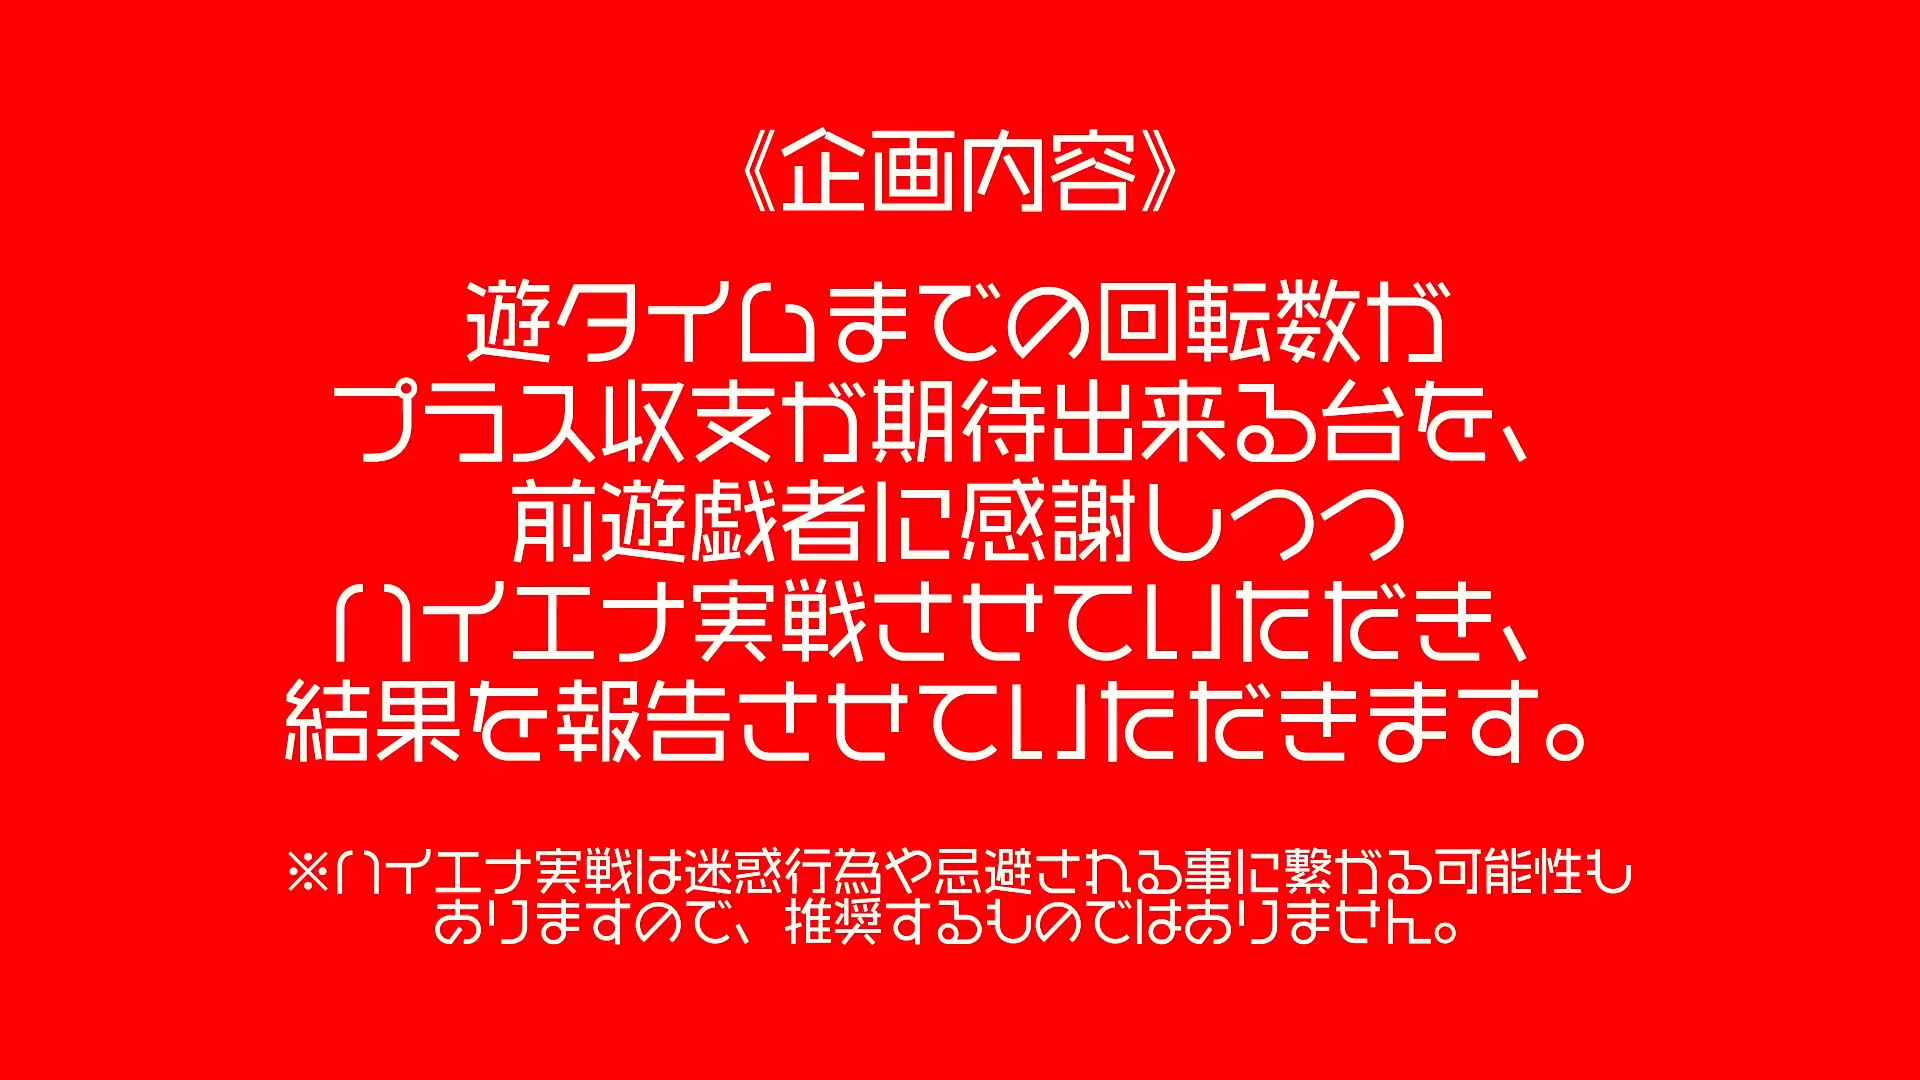 《企画内容》
遊タイムまでの回転数が
プラス収支が期待出来る台を、
前遊戯者に感謝しつつ
ハイエナ実戦させていただき、
結果を報告させていただきます。
※ハイエナ実戦は迷惑行為や忌避される事に繋がる可能性も
おりますので、推奨するものではおりません。